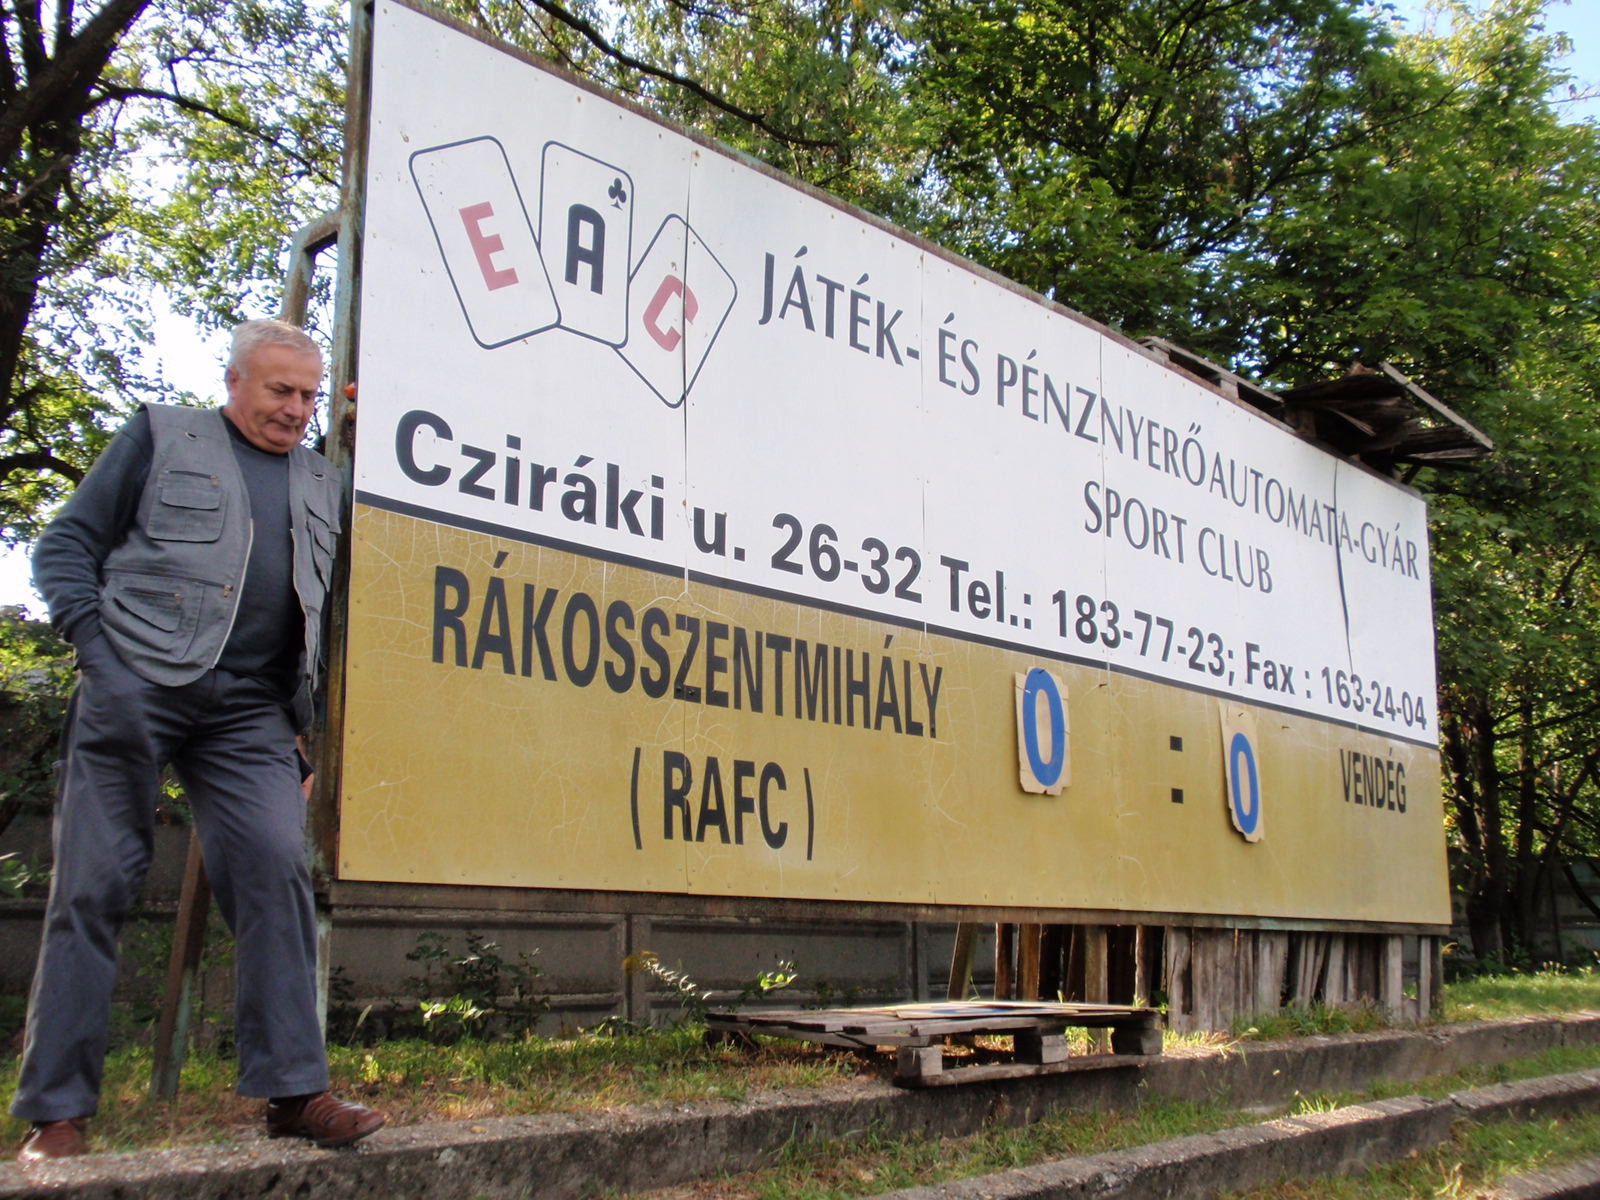 EAC
JÁTÉK- ÉS PÉNZNYERŐAUTOMATA-GYÁR
SPORT CLUB
Cziráki u. 26-32 Tel.: 183-77-23; Fax : 163-24-04
RÁKOSSZENTMIHÁLY 0 : 0 VENDÉG
( RAFC )